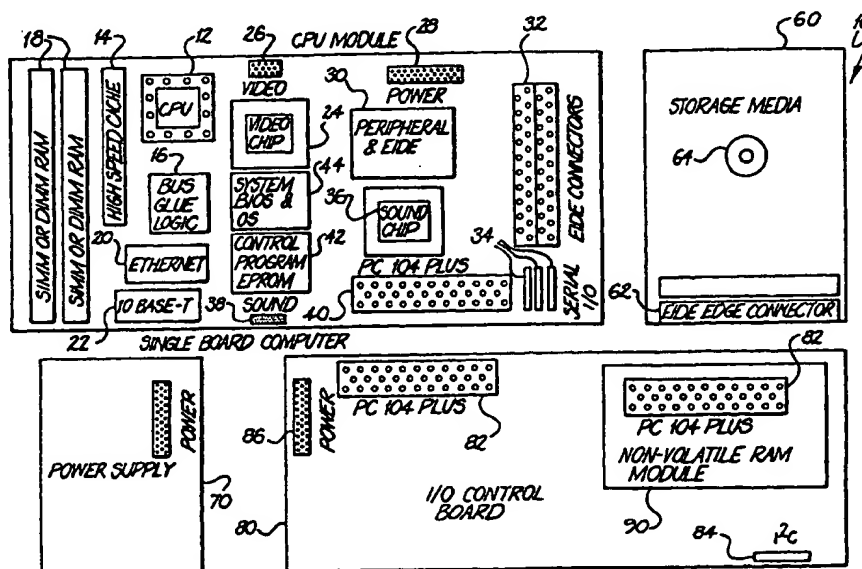 18
14
12
26
CPU MODULE
28
32
60
10
VIDEO
POWER
30
SIMM OR DIMM RAM
SIMM OR DIMM RAM
HIGH SPEED CACHE
CPU
VIDEO CHIP
24
PERIPHERAL & EIDE
EIDE CONNECTORS
STORAGE MEDIA
64
16
BUS GLUE LOGIC
44
SYSTEM BIOS & OS
36
SOUND CHIP
20
ETHERNET
CONTROL PROGRAM EPROM
42
34
PC 104 PLUS
SERIAL I/O
10 BASE-T
38
SOUND
40
62
EIDE EDGE CONNECTOR
22
SINGLE BOARD COMPUTER
82
POWER
86
POWER
PC 104 PLUS
82
PC 104 PLUS
POWER SUPPLY
NON-VOLATILE RAM MODULE
70
80
I/O CONTROL BOARD
90
84
I2C